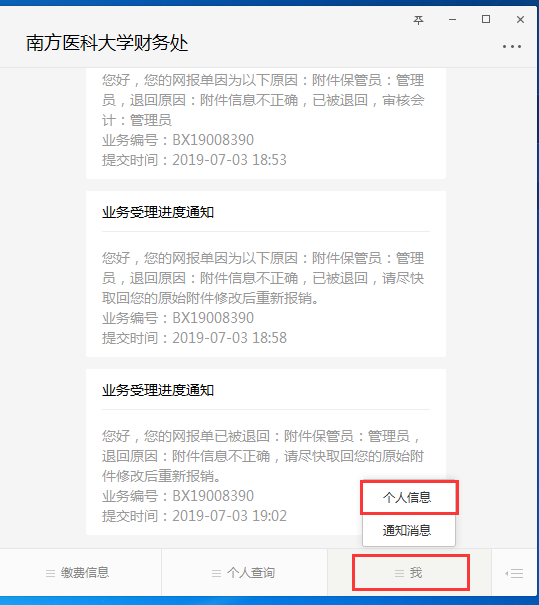 南方医科大学财务处
您好，您的网报单因为以下原因：附件保管员：管理
员，退回原因：附件信息不正确，已被退回，审核会
计：管理员
业务编号：BX19008390
提交时间：2019-07-03 18:53
业务受理进度通知
您好，您的网报单因为以下原因：附件保管员：管理
员，退回原因：附件信息不正确，已被退回，请尽快
取回您的原始附件修改后重新报销。
业务编号：BX19008390
提交时间：2019-07-03 18:58
业务受理进度通知
您好，您的网报单已被退回：附件保管员：管理员，
退回原因：附件信息不正确，请尽快取回您的原始附
件修改后重新报销。
业务编号：BX19008390
提交时间：2019-07-03 19:02
个人信息
通知消息
缴费信息
个人查询
我